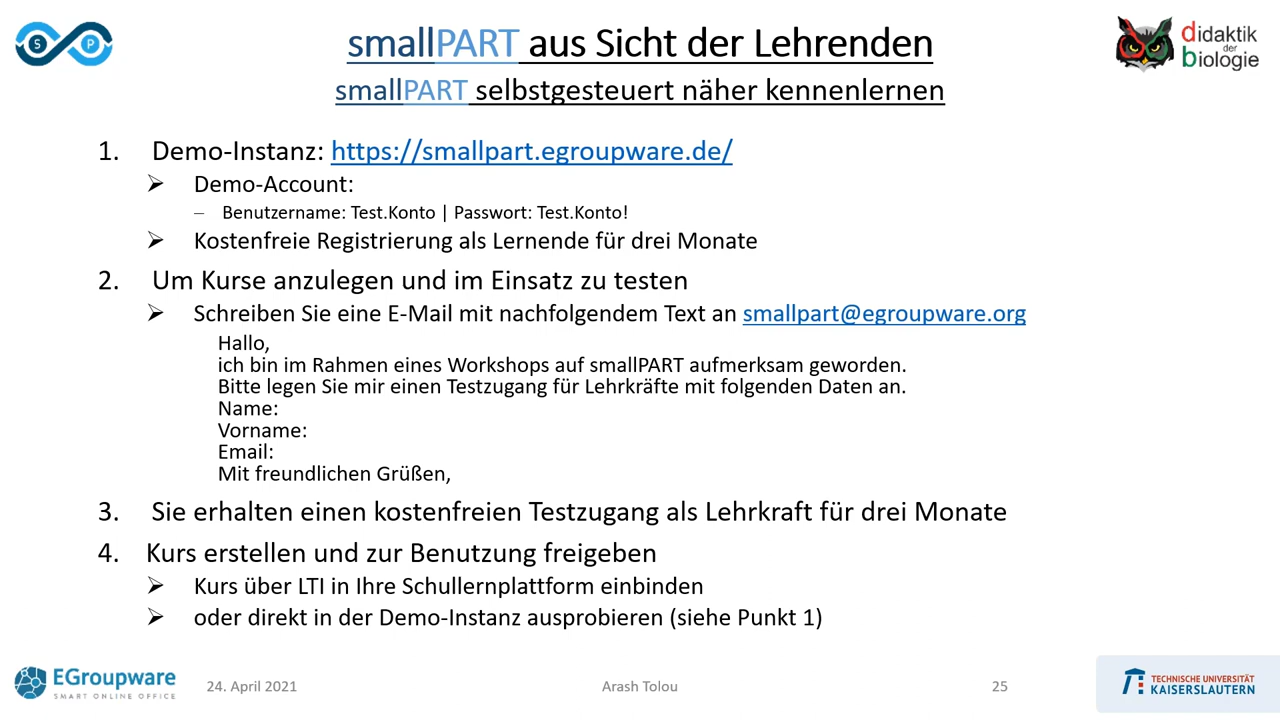 S P
smallPART aus Sicht der Lehrenden
didaktik
der
biologie
smallPART selbstgesteuert näher kennenlernen
1. Demo-Instanz: https://smallpart.egroupware.de/
➢ Demo-Account:
– Benutzername: Test.Konto | Passwort: Test.Konto!
➢ Kostenfreie Registrierung als Lernende für drei Monate
2. Um Kurse anzulegen und im Einsatz zu testen
➢ Schreiben Sie eine E-Mail mit nachfolgendem Text an smallpart@egroupware.org
Hallo,
ich bin im Rahmen eines Workshops auf smallPART aufmerksam geworden.
Bitte legen Sie mir einen Testzugang für Lehrkräfte mit folgenden Daten an.
Name:
Vorname:
Email:
Mit freundlichen Grüßen,
3. Sie erhalten einen kostenfreien Testzugang als Lehrkraft für drei Monate
4. Kurs erstellen und zur Benutzung freigeben
➢ Kurs über LTI in Ihre Schullernplattform einbinden
➢ oder direkt in der Demo-Instanz ausprobieren (siehe Punkt 1)
EGroupware
SMART ONLINE OFFICE
24. April 2021
Arash Tolou
25
TECHNISCHE UNIVERSITÄT
KAISERSLAUTERN